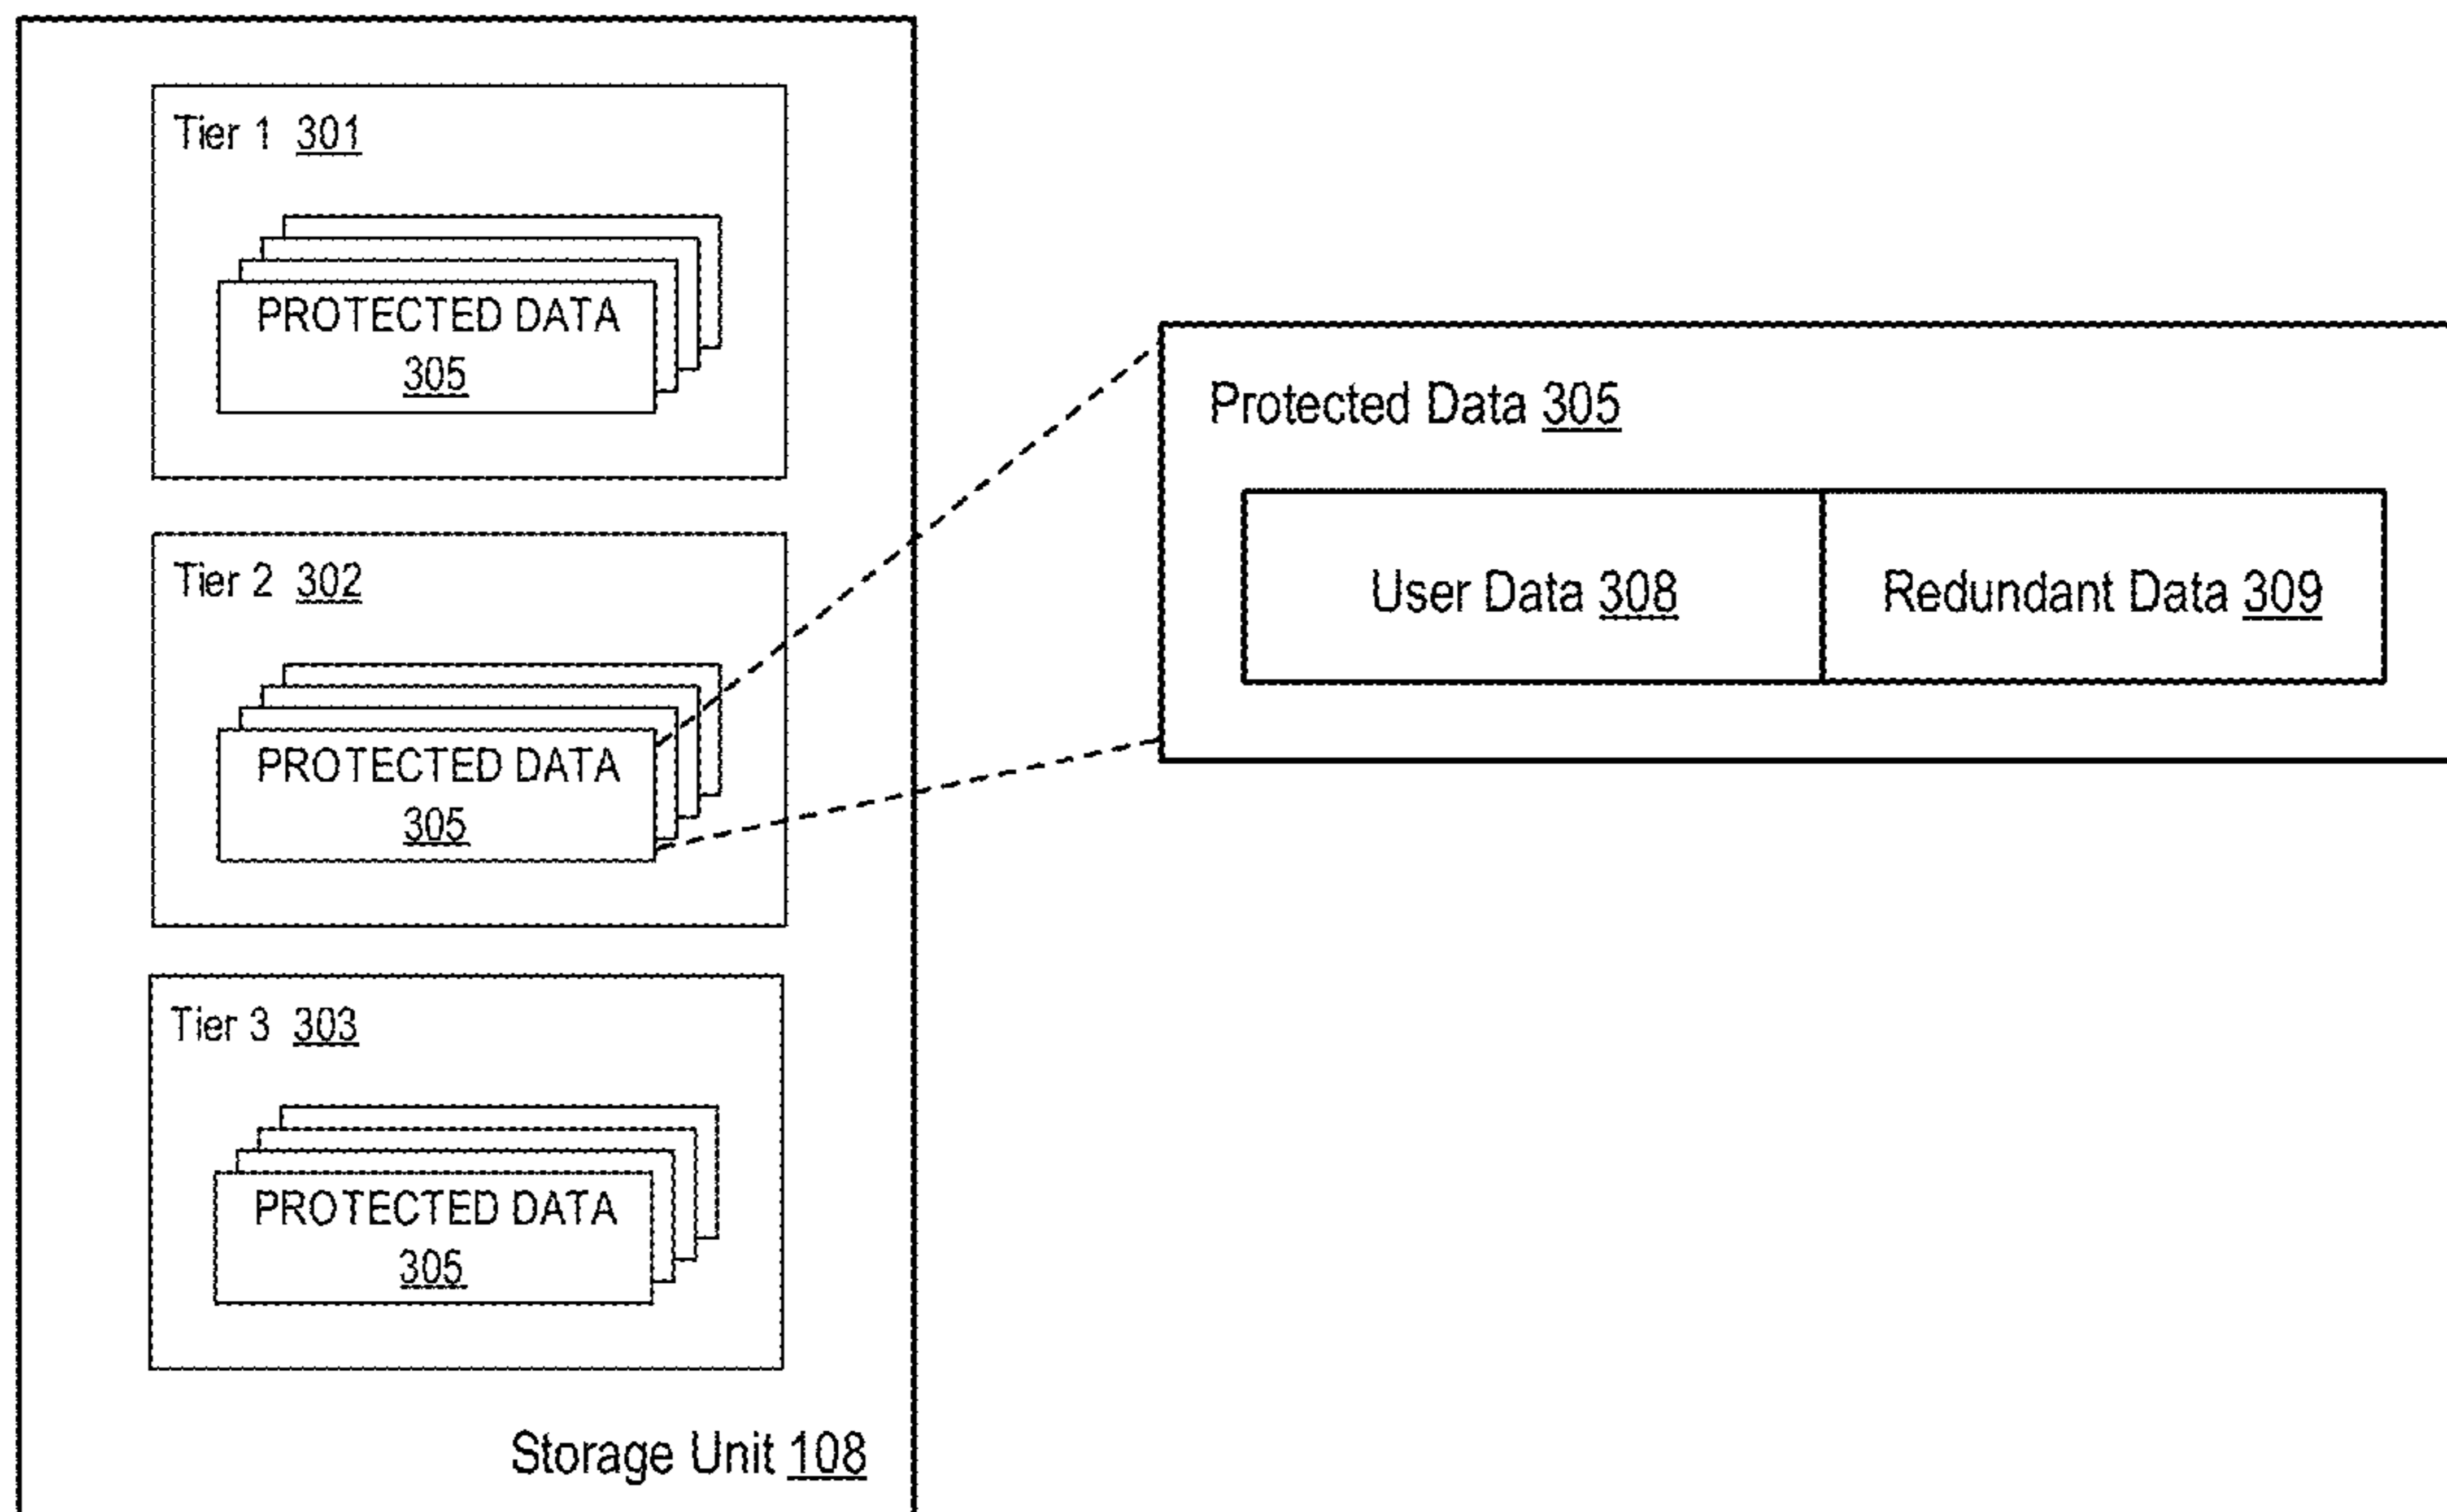 Tier 1 301
PROTECTED DATA
305
Tier 2 302
PROTECTED DATA
305
Tier 3 303
PROTECTED DATA
305
Storage Unit 108
Protected Data 305
User Data 308
Redundant Data 309